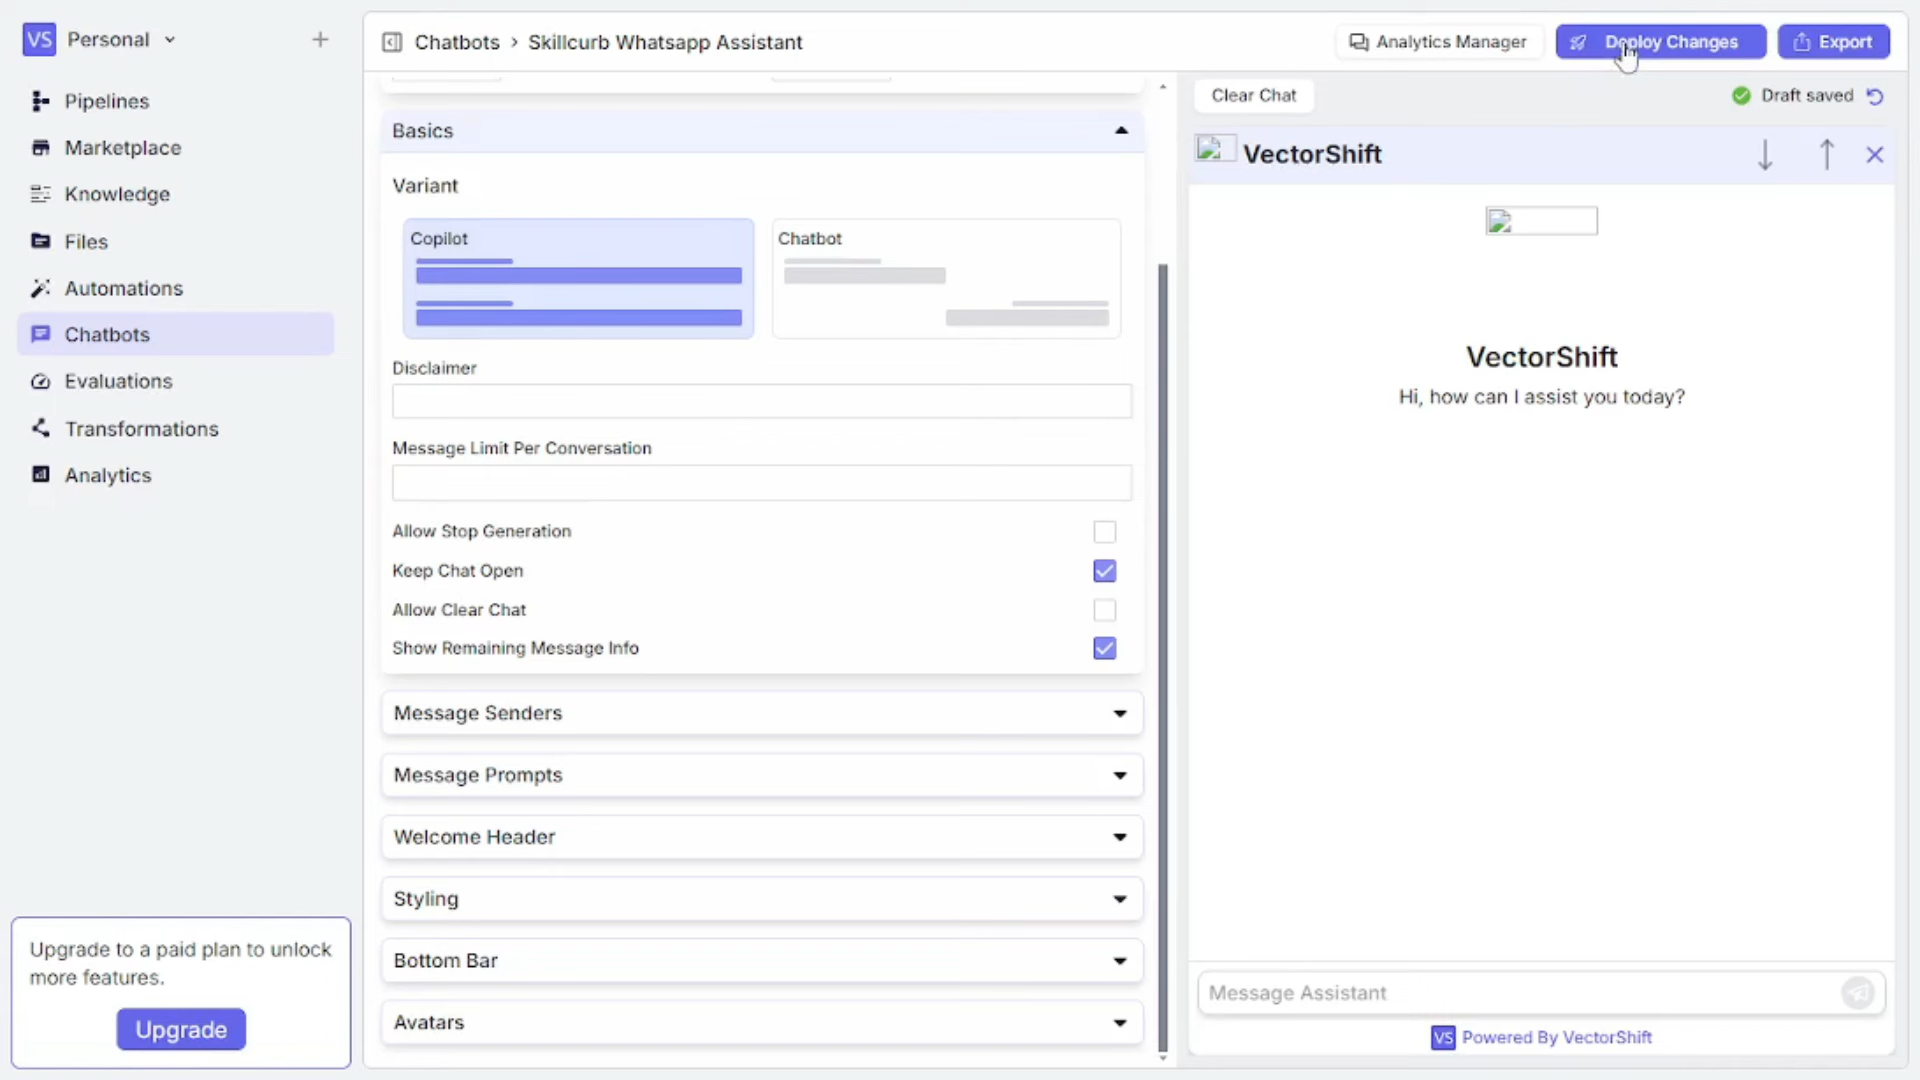 VS Personal
Pipelines
Marketplace
Knowledge
Files
Automations
Chatbots
Evaluations
Transformations
Analytics
Upgrade to a paid plan to unlock
more features.
Upgrade
Chatbots > Skillcurb Whatsapp Assistant
Analytics Manager
Deploy Changes
Export
Basics
Variant
Copilot
Chatbot
Disclaimer
Message Limit Per Conversation
Allow Stop Generation
Keep Chat Open
Allow Clear Chat
Show Remaining Message Info
Message Senders
Message Prompts
Welcome Header
Styling
Bottom Bar
Avatars
Clear Chat
Draft saved
VectorShift
VectorShift
Hi, how can I assist you today?
Message Assistant
VS Powered By VectorShift